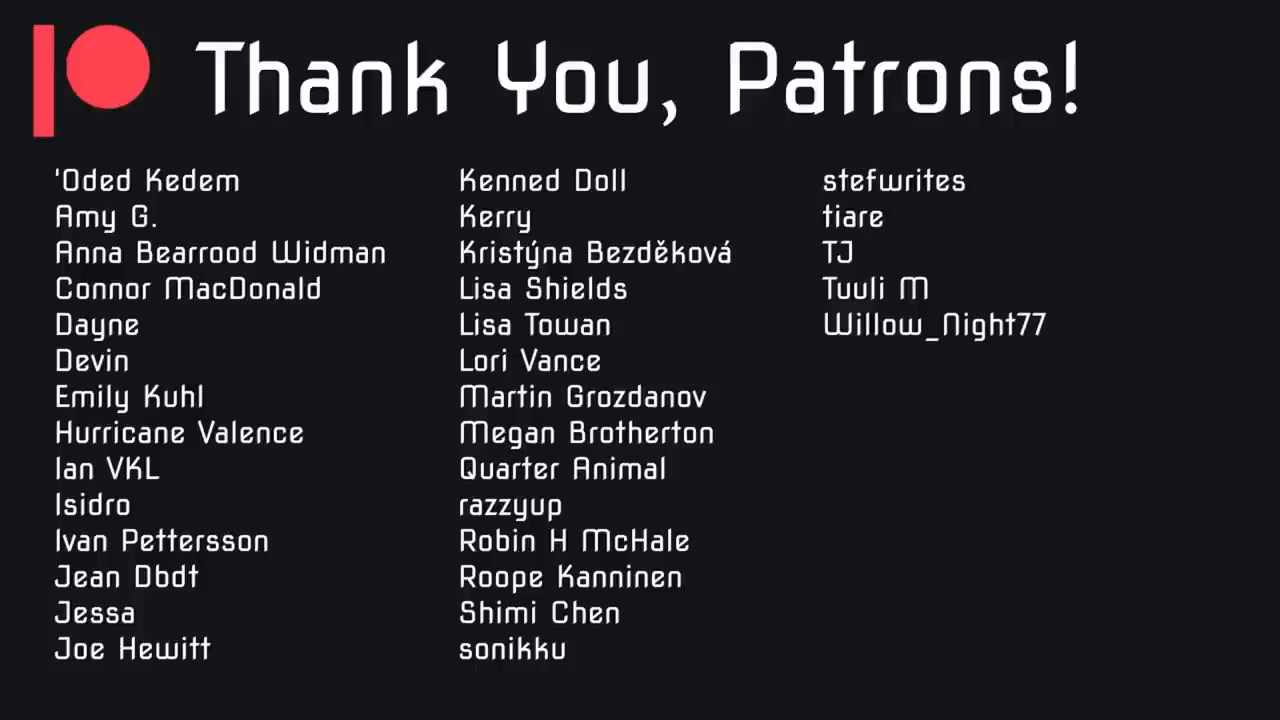 Thank You, Patrons!
'Oded Kedem
Amy G.
Anna Bearrood Widman
Connor MacDonald
Dayne
Devin
Emily Kuhl
Hurricane Valence
Ian VKL
Isidro
Ivan Pettersson
Jean Dbdt
Jessa
Joe Hewitt
Kenned Doll
Kerry
Kristýna Bezděková
Lisa Shields
Lisa Towan
Lori Vance
Martin Grozdanov
Megan Brotherton
Quarter Animal
razzyup
Robin H McHale
Roope Kanninen
Shimi Chen
sonikku
stefwrites
tiare
TJ
Tuuli M
Willow_Night77